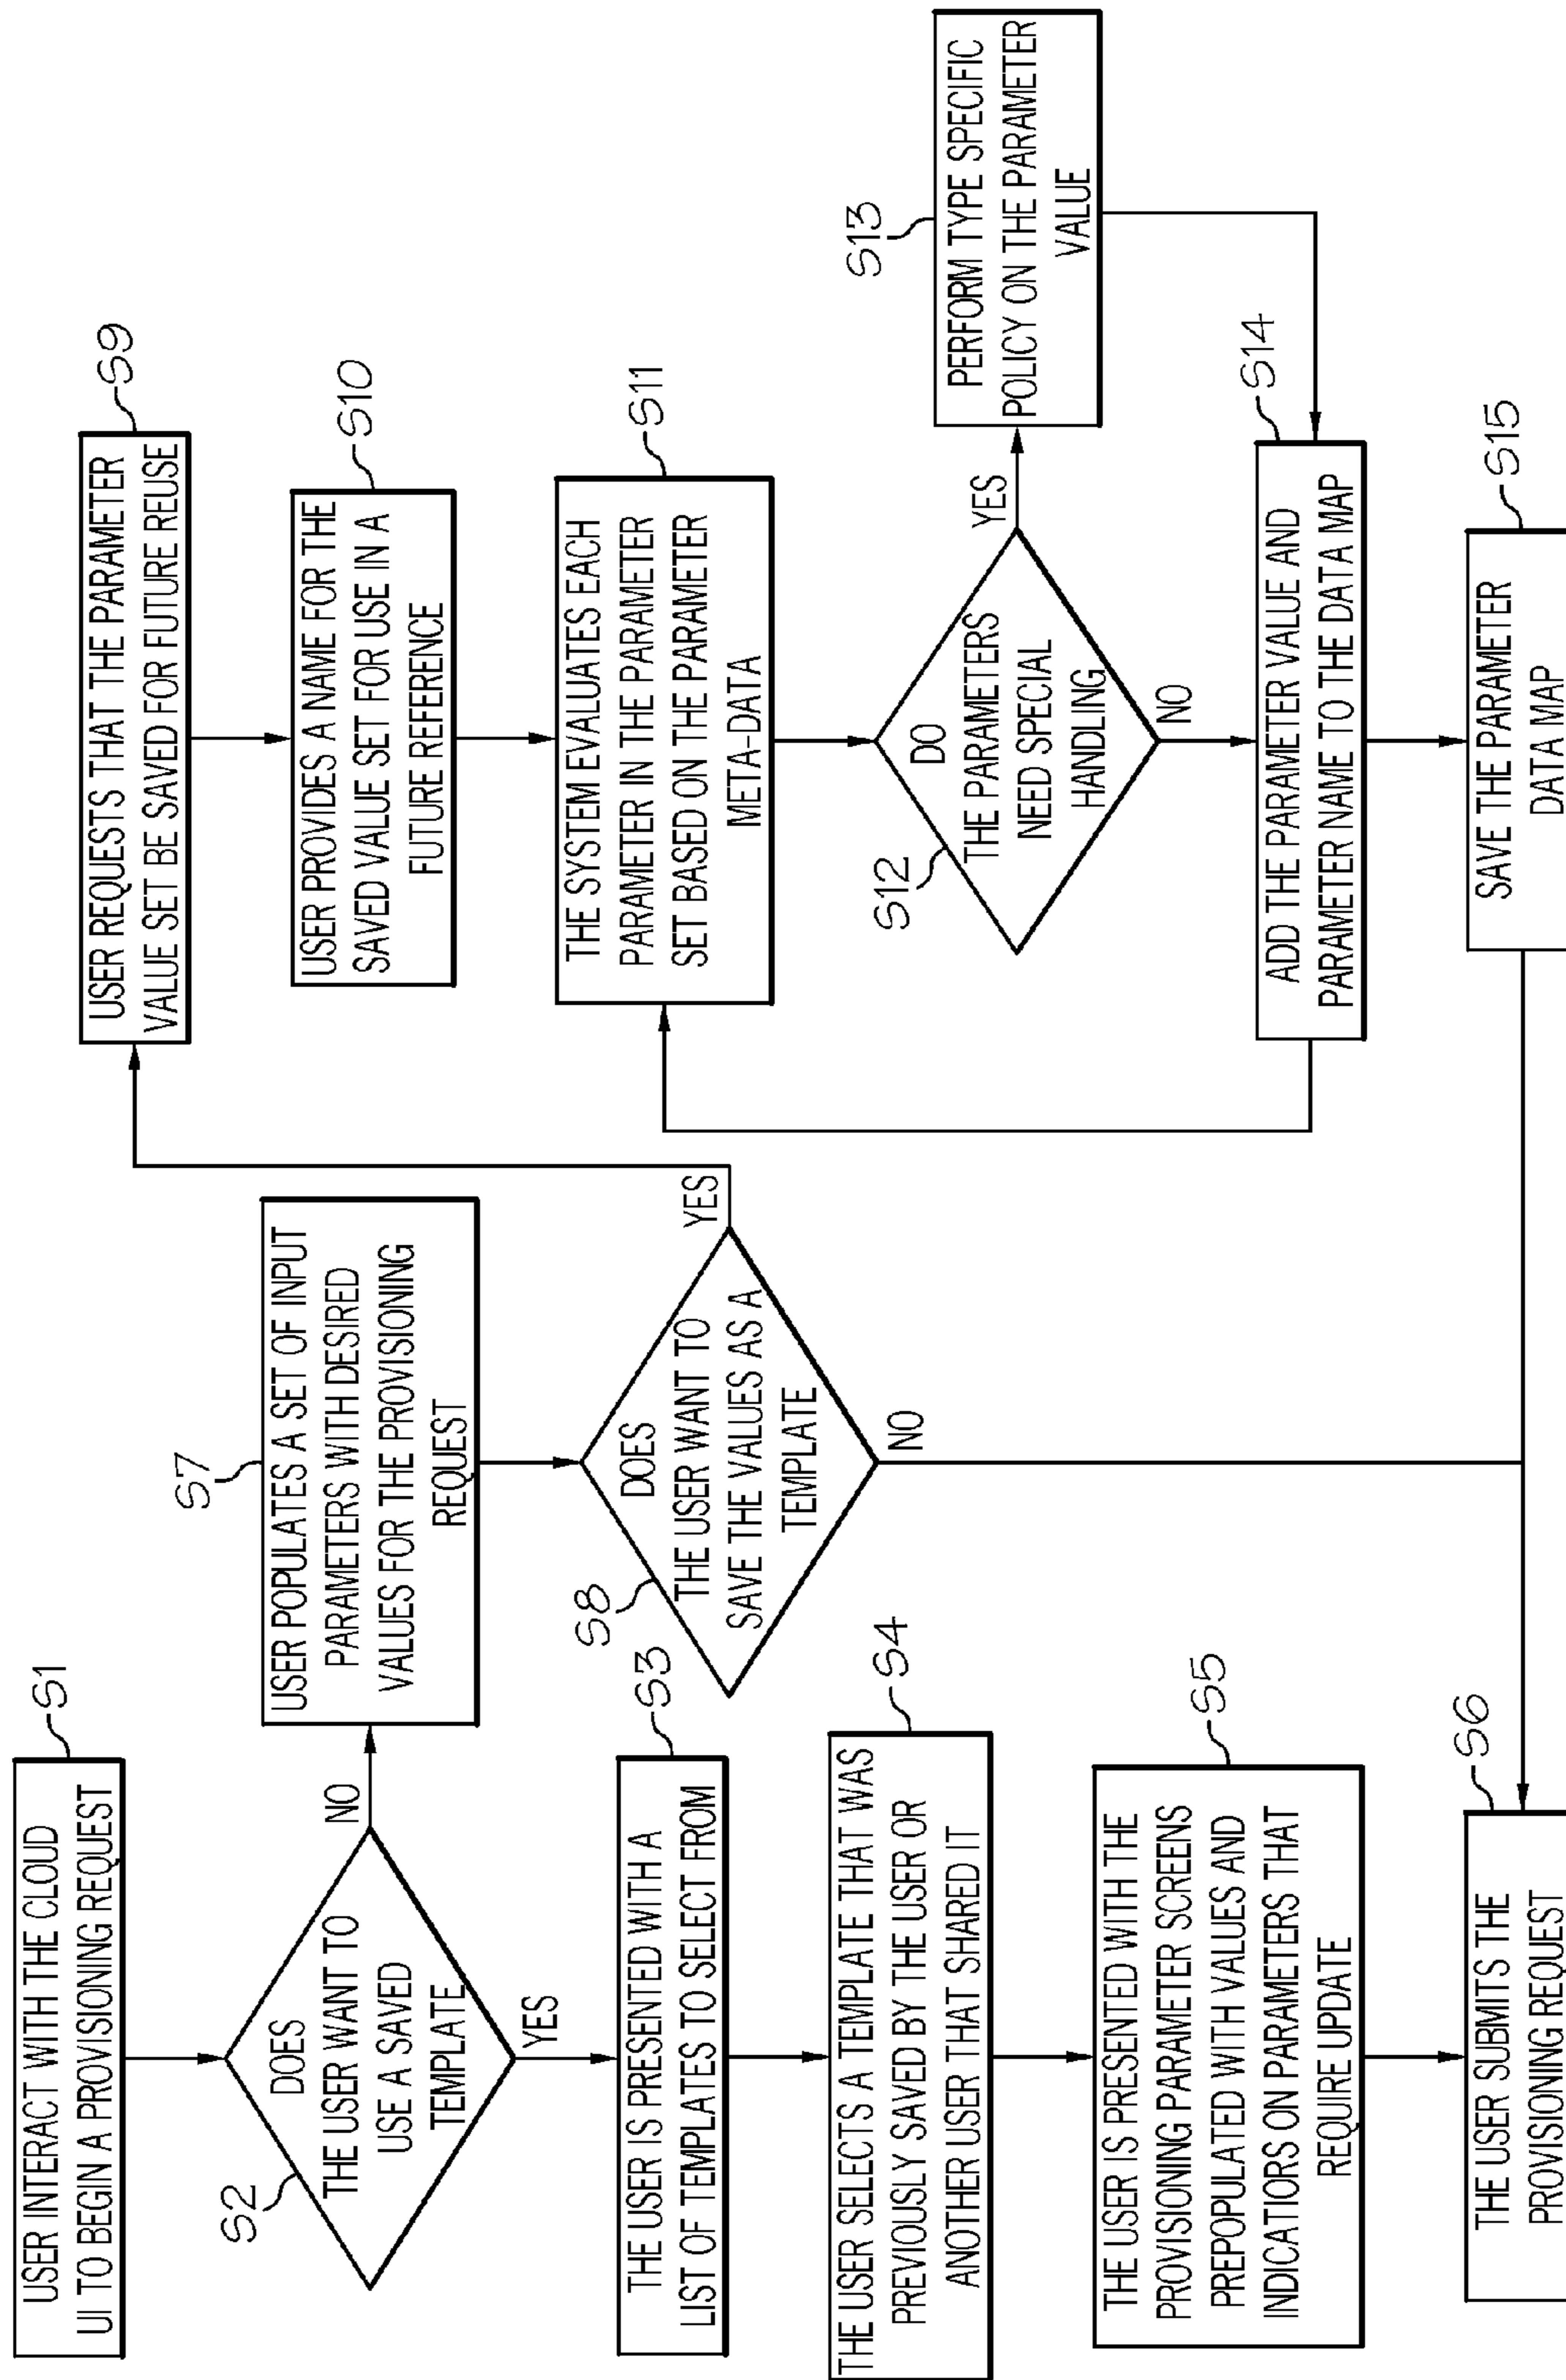 S1
USER INTERACT WITH THE CLOUD
UI TO BEGIN A PROVISIONING REQUEST
S2
DOES
THE USER WANT TO
USE A SAVED
TEMPLATE
NO
YES
S3
THE USER IS PRESENTED WITH A
LIST OF TEMPLATES TO SELECT FROM
S4
THE USER SELECTS A TEMPLATE THAT WAS
PREVIOUSLY SAVED BY THE USER OR
ANOTHER USER THAT SHARED IT
S5
THE USER IS PRESENTED WITH THE
PROVISIONING PARAMETER SCREENS
PREPOPULATED WITH VALUES AND
INDICATIORS ON PARAMETERS THAT
REQUIRE UPDATE
S6
THE USER SUBMITS THE
PROVISIONING REQUEST
S7
USER POPULATES A SET OF INPUT
PARAMETERS WITH DESIRED
VALUES FOR THE PROVISIONING
REQUEST
S8
DOES
THE USER WANT TO
SAVE THE VALUES AS A
TEMPLATE
YES
NO
S9
USER REQUESTS THAT THE PARAMETER
VALUE SET BE SAVED FOR FUTURE REUSE
S10
USER PROVIDES A NAME FOR THE
SAVED VALUE SET FOR USE IN A
FUTURE REFERENCE
S11
THE SYSTEM EVALUATES EACH
PARAMETER IN THE PARAMETER
SET BASED ON THE PARAMETER
META-DATA
S12
DO
THE PARAMETERS
NEED SPECIAL
HANDLING
YES
NO
S13
PERFORM TYPE SPECIFIC
POLICY ON THE PARAMETER
VALUE
S14
ADD THE PARAMETER VALUE AND
PARAMETER NAME TO THE DATA MAP
S15
SAVE THE PARAMETER
DATA MAP